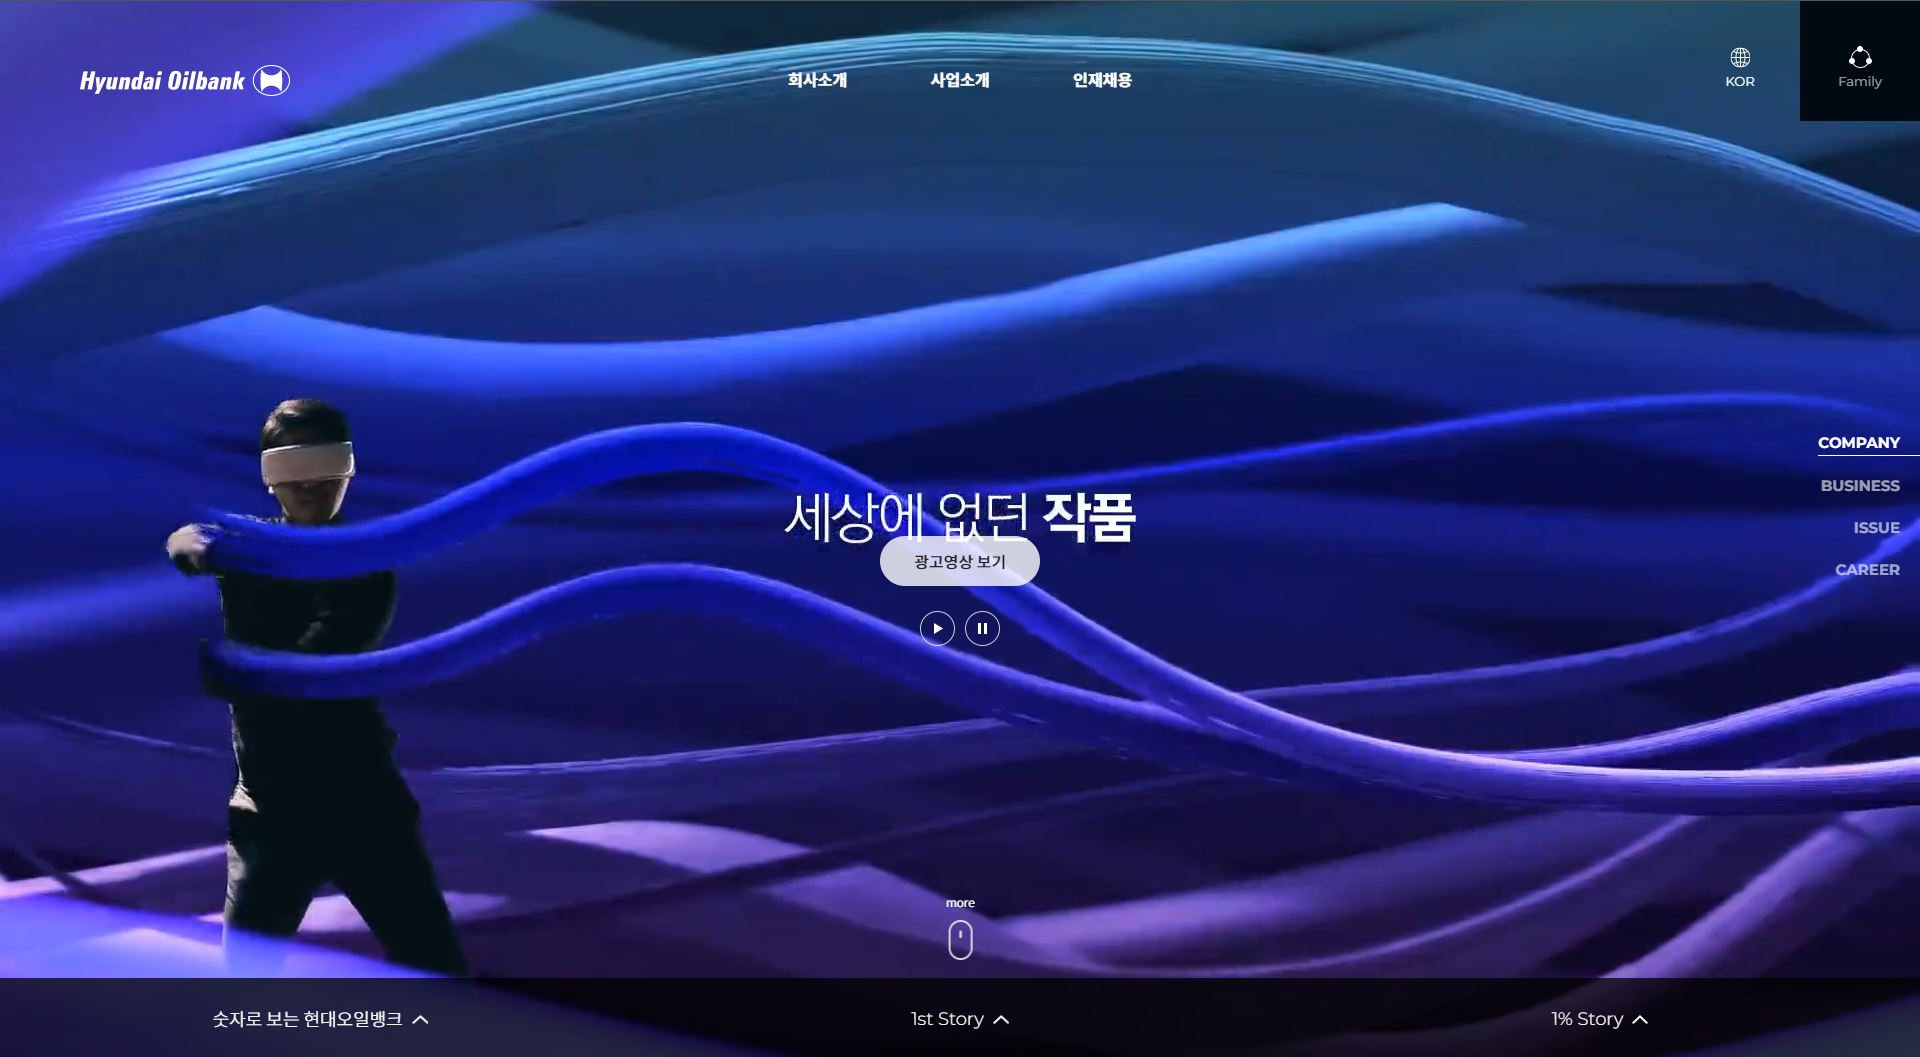 Hyundai Oilbank
회사소개
사업소개
인재채용
KOR
Family
COMPANY
BUSINESS
ISSUE
CAREER
세상에 없던 작품
광고영상 보기
more
숫자로 보는 현대오일뱅크
1st Story
1% Story